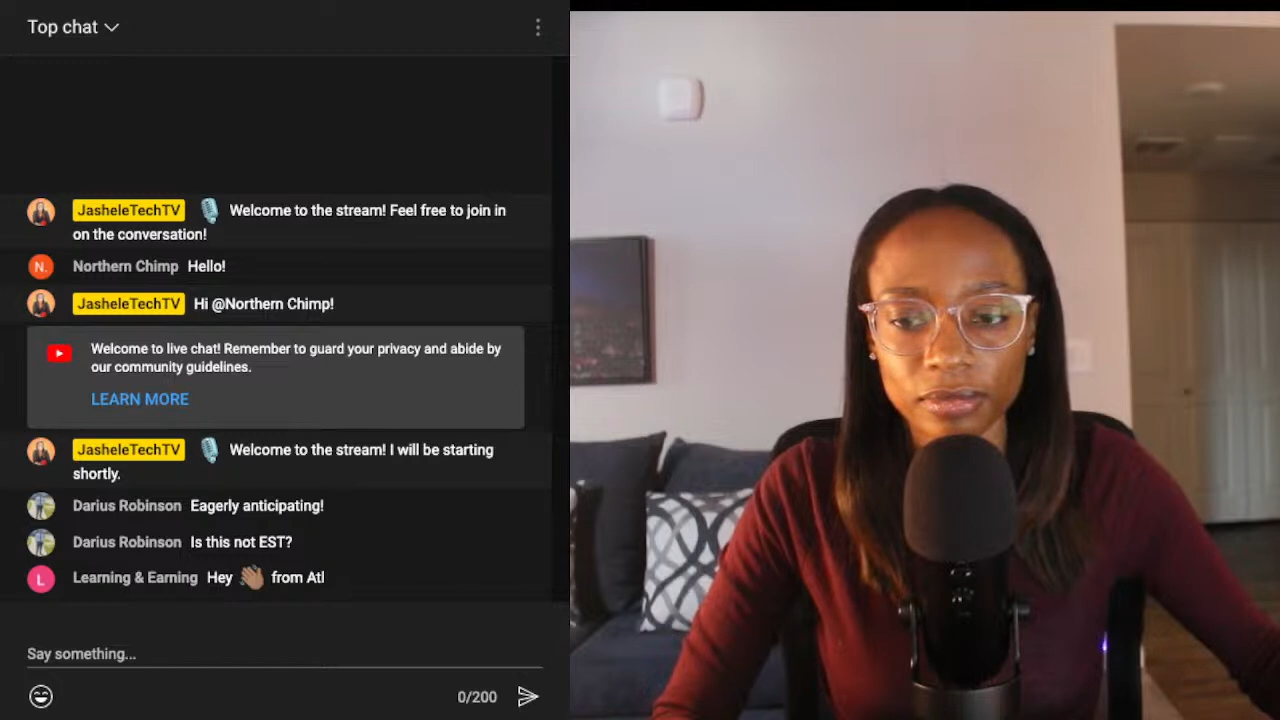 Top chat
JasheleTechTV 🎙️ Welcome to the stream! Feel free to join in
on the conversation!
N. Northern Chimp Hello!
JasheleTechTV Hi @Northern Chimp!
Welcome to live chat! Remember to guard your privacy and abide by
our community guidelines.
LEARN MORE
JasheleTechTV 🎙️ Welcome to the stream! I will be starting
shortly.
Darius Robinson Eagerly anticipating!
Darius Robinson Is this not EST?
L Learning & Earning Hey 👋🏽 from Atl
Say something...
0/200